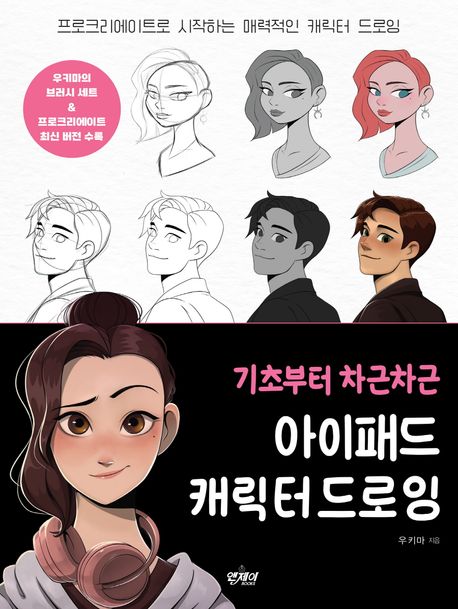 프로크리에이트로 시작하는 매력적인 캐릭터 드로잉
우키마의
브러시 세트
&
프로크리에이트
최신 버전 수록
기초부터 차근차근
아이패드
캐릭터 드로잉
우키마 지음
앤제이
BOOKS